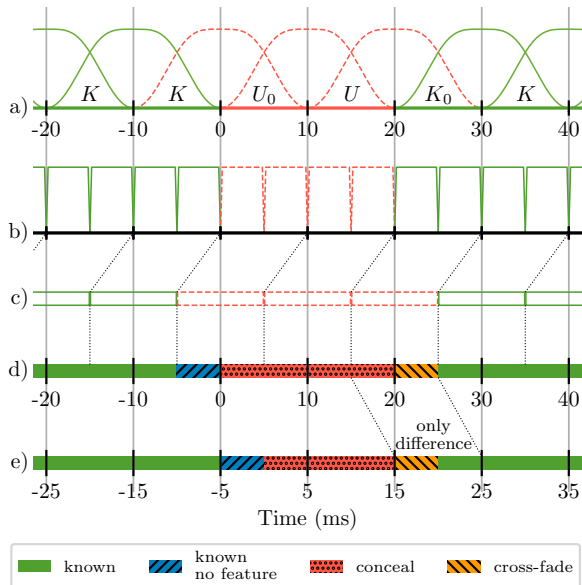 K K U0 U K0 K
a)
-20 -10 0 10 20 30 40
b)
c)
d)
-20 -10 0 10 20 30 40
only
difference
e)
-25 -15 -5 5 15 25 35
Time (ms)
known known no feature conceal cross-fade